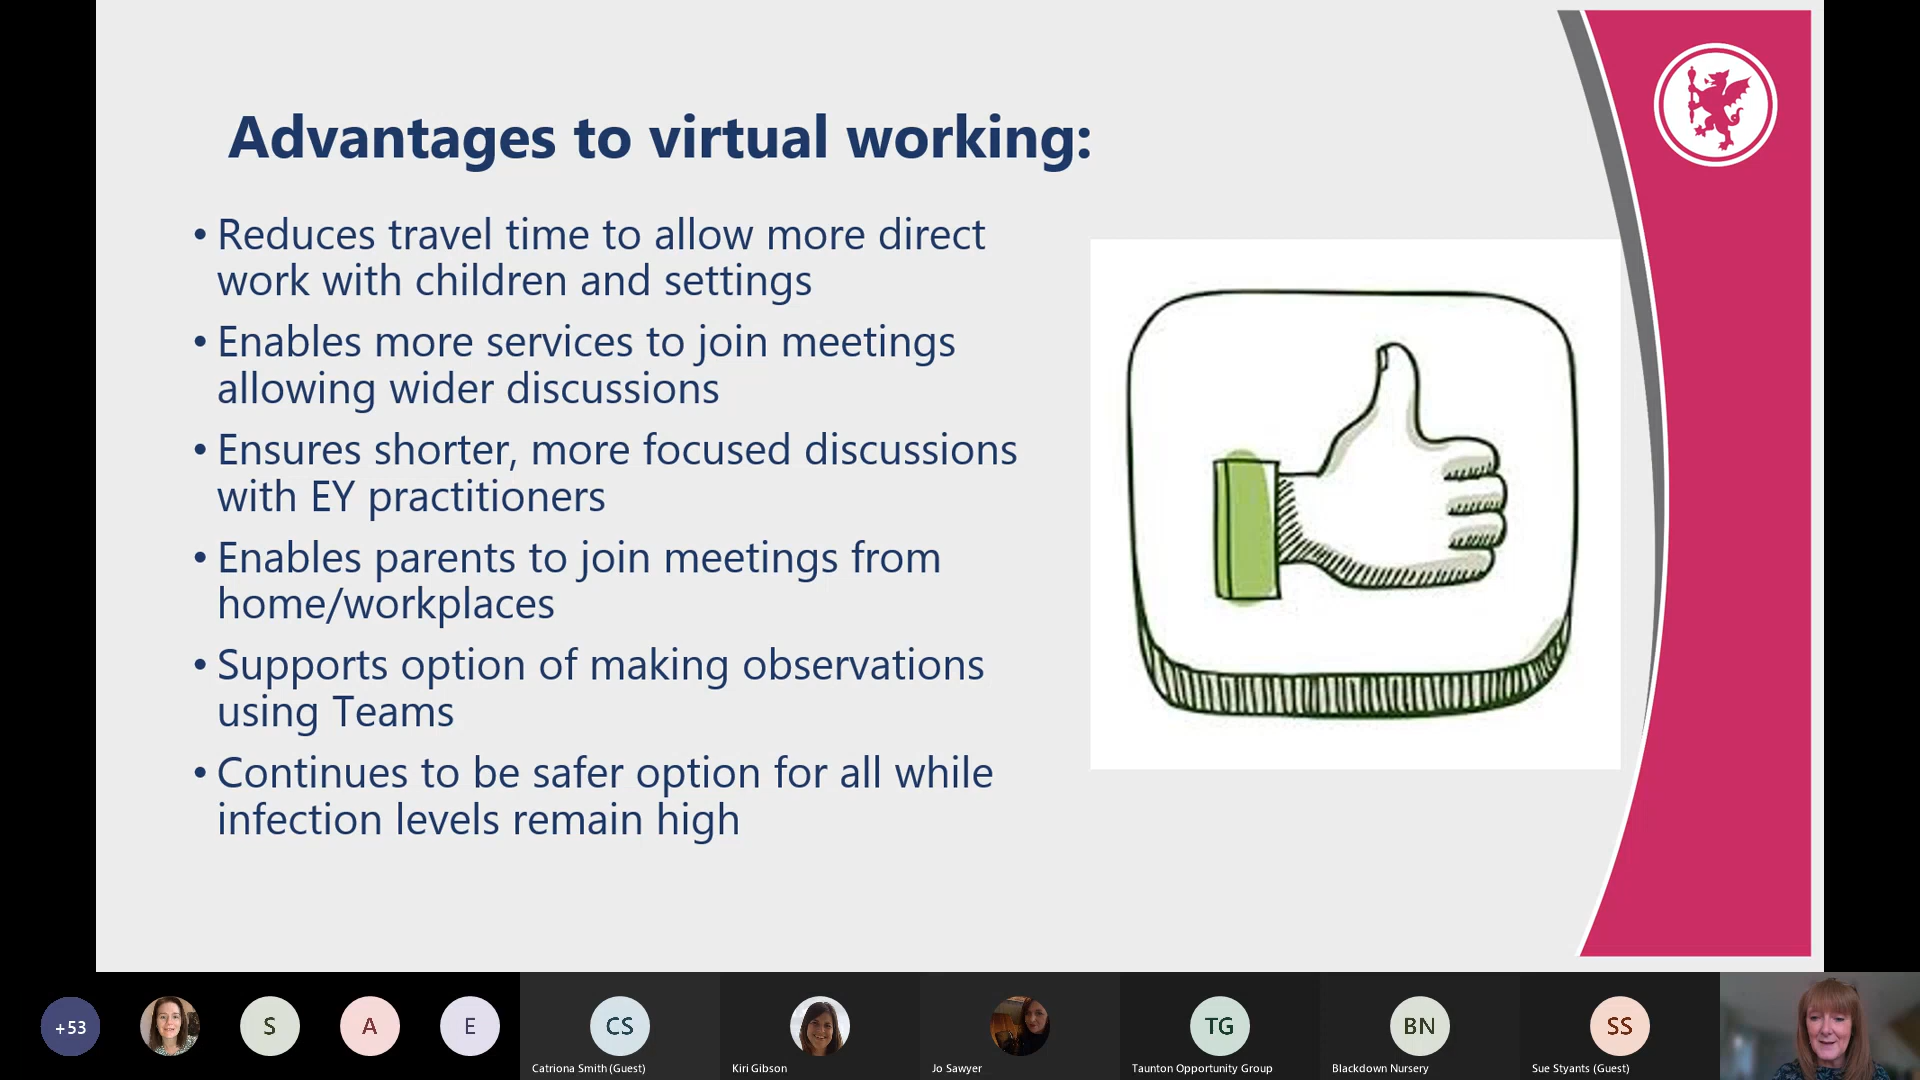 Advantages to virtual working:
• Reduces travel time to allow more direct
work with children and settings
• Enables more services to join meetings
allowing wider discussions
• Ensures shorter, more focused discussions
with EY practitioners
• Enables parents to join meetings from
home/workplaces
• Supports option of making observations
using Teams
• Continues to be safer option for all while
infection levels remain high
+53
S
A
E
CS
TG
BN
SS
Catriona Smith (Guest)
Kiri Gibson
Jo Sawyer
Taunton Opportunity Group
Blackdown Nursery
Sue Styants (Guest)